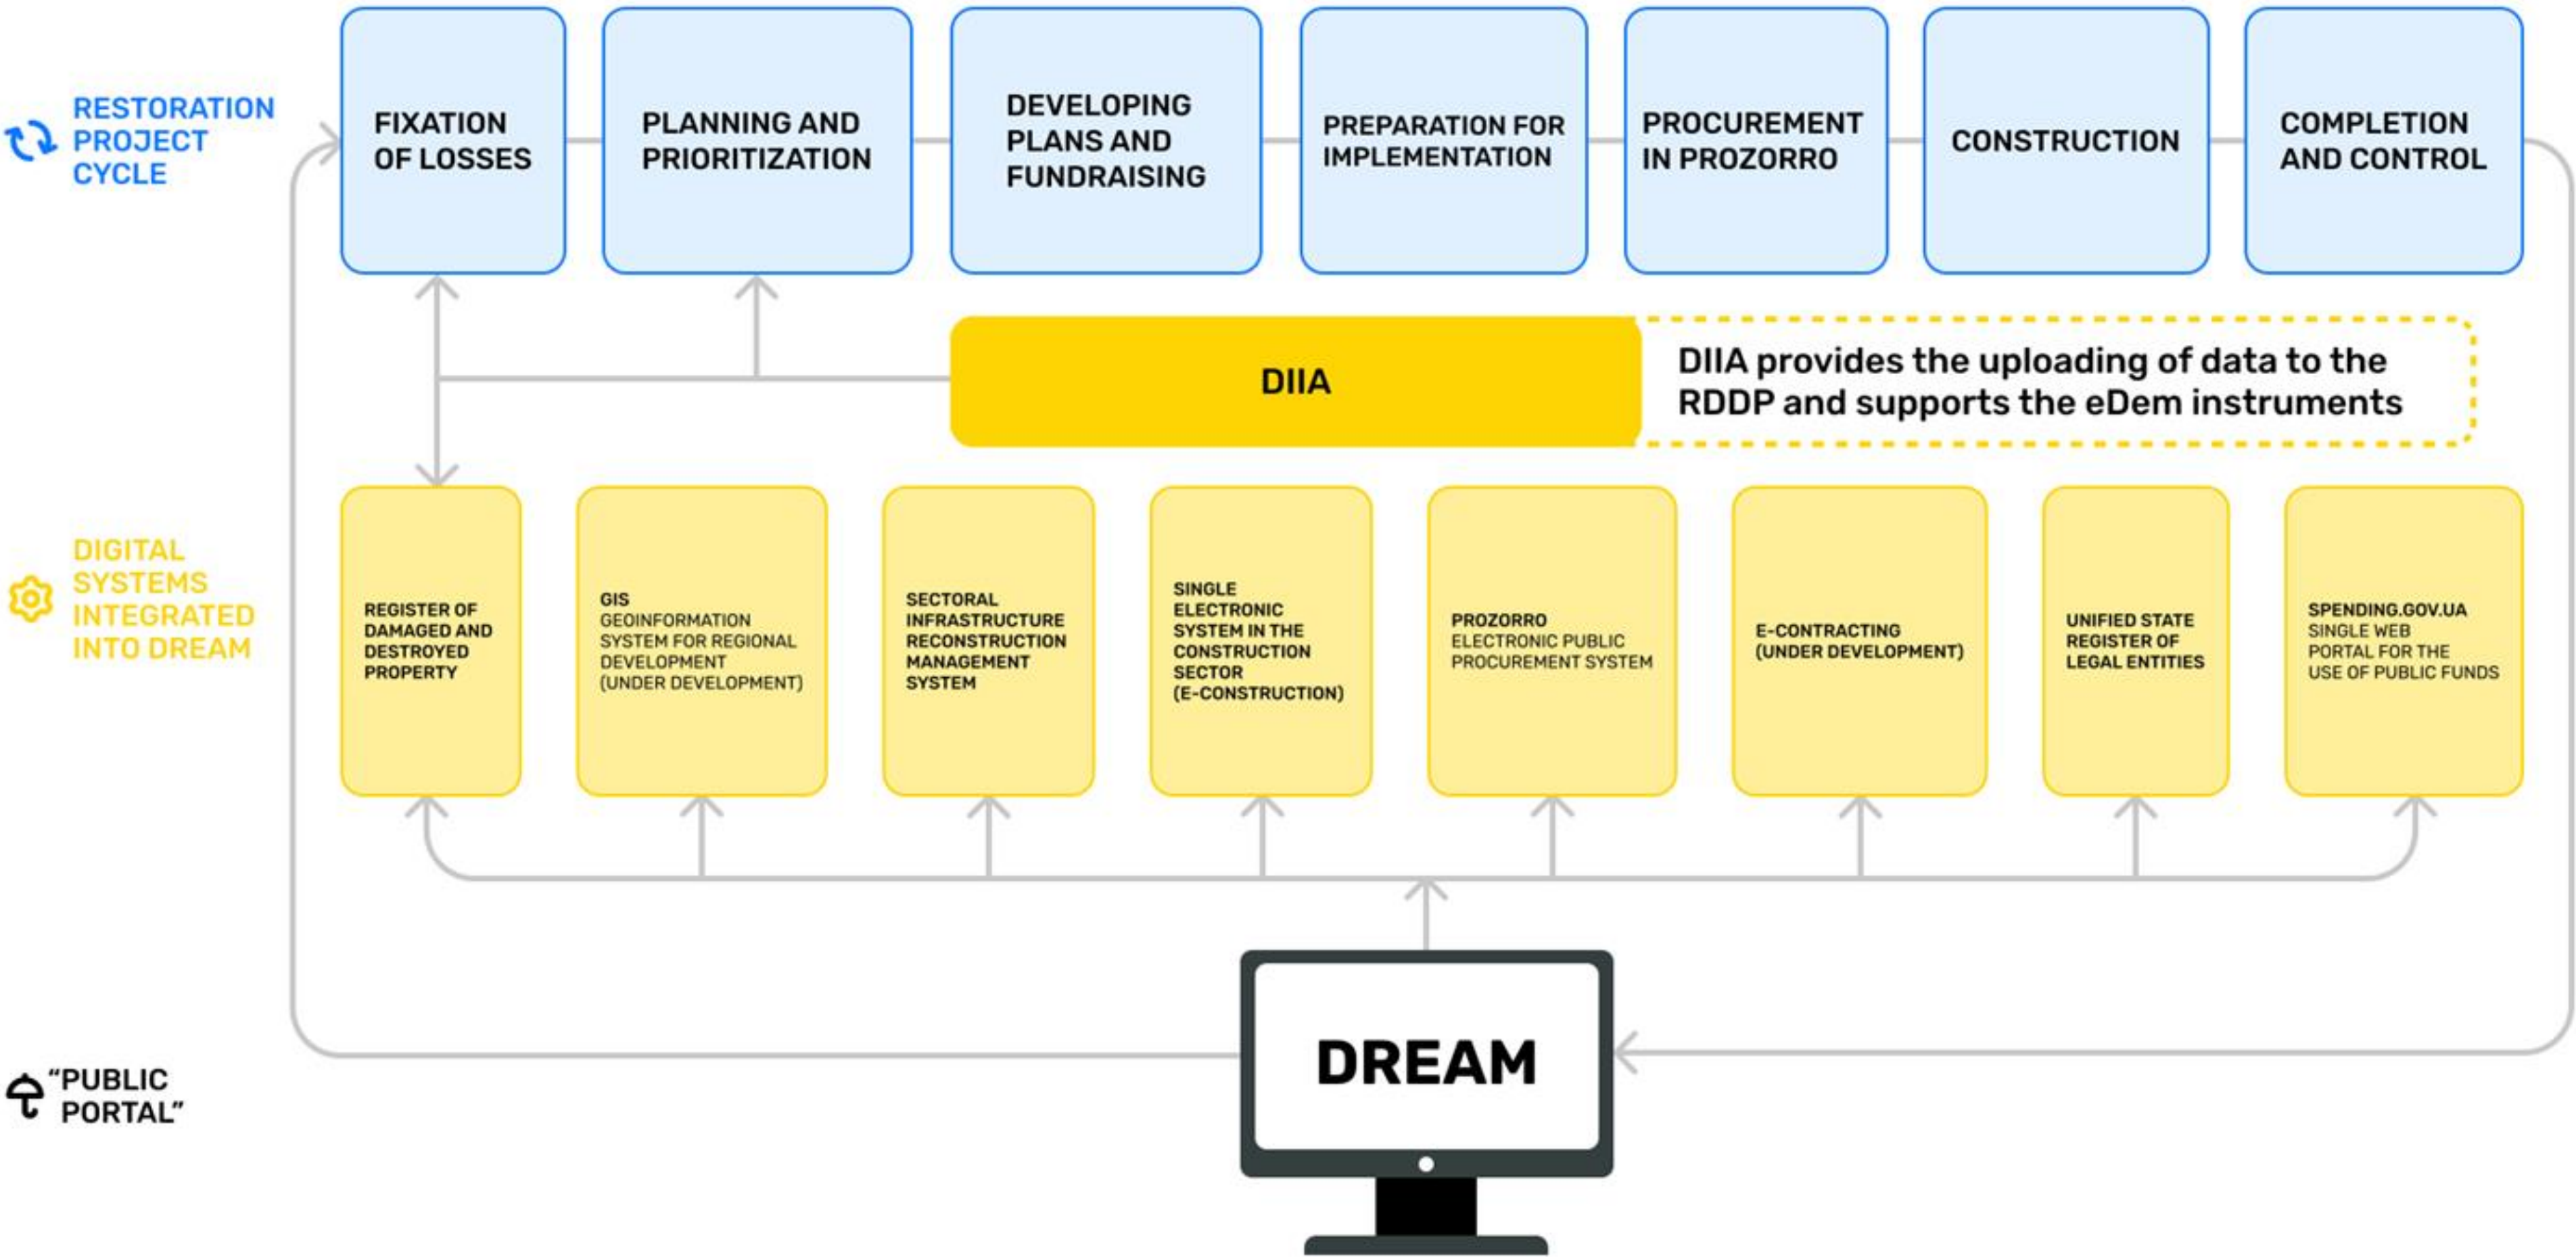 RESTORATION
PROJECT
CYCLE
FIXATION
OF LOSSES
PLANNING AND
PRIORITIZATION
DEVELOPING
PLANS AND
FUNDRAISING
PREPARATION FOR
IMPLEMENTATION
PROCUREMENT
IN PROZORRO
CONSTRUCTION
COMPLETION
AND CONTROL
DIIA
DIIA provides the uploading of data to the
RDDP and supports the eDem instruments
DIGITAL
SYSTEMS
INTEGRATED
INTO DREAM
REGISTER OF
DAMAGED AND
DESTROYED
PROPERTY
GIS
GEOINFORMATION
SYSTEM FOR REGIONAL
DEVELOPMENT
(UNDER DEVELOPMENT)
SECTORAL
INFRASTRUCTURE
RECONSTRUCTION
MANAGEMENT
SYSTEM
SINGLE
ELECTRONIC
SYSTEM IN THE
CONSTRUCTION
SECTOR
(E-CONSTRUCTION)
PROZORRO
ELECTRONIC PUBLIC
PROCUREMENT SYSTEM
E-CONTRACTING
(UNDER DEVELOPMENT)
UNIFIED STATE
REGISTER OF
LEGAL ENTITIES
SPENDING.GOV.UA
SINGLE WEB
PORTAL FOR THE
USE OF PUBLIC FUNDS
"PUBLIC
PORTAL"
DREAM